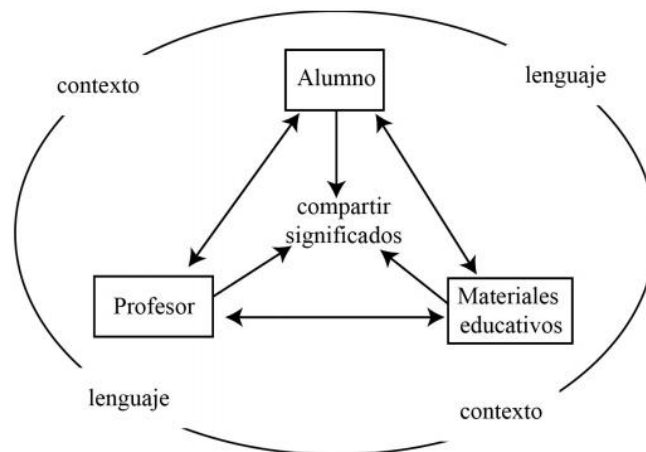 Alumno
lenguaje
contexto
compartir
significados
Profesor
Materiales
educativos
lenguaje
contexto